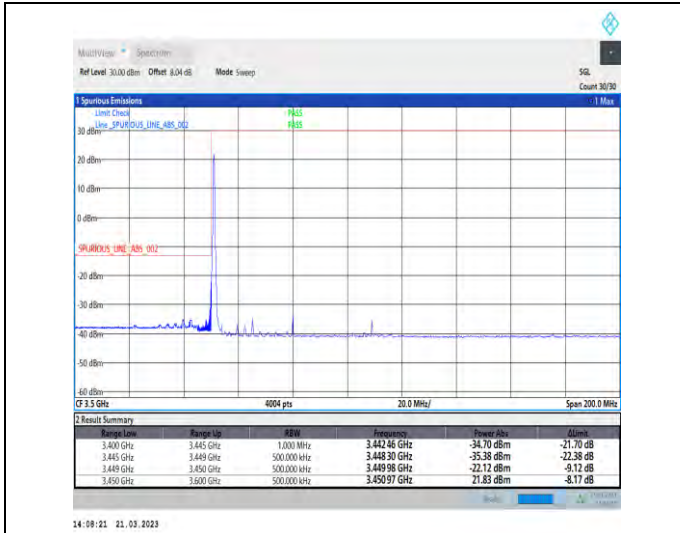 MultiView Spectrum
Ref Level 30.00 dBm Offset 8.04 dB Mode Sweep SGL
Count 30/30
1 Spurious Emissions 1 Max
Limit Check PASS
Line _SPURIOUS_LINE_ABS_002 PASS
30 dBm
20 dBm
10 dBm
0 dBm
SPURIOUS_LINE_ABS_002
-20 dBm
-30 dBm
-40 dBm
-50 dBm
-60 dBm
CF 3.5 GHz 4004 pts 20.0 MHz/ Span 200.0 MHz
2 Result Summary
Range Low Range Up RBW Frequency Power Abs ΔLimit
3.400 GHz 3.445 GHz 1.000 MHz 3.442 46 GHz -34.70 dBm -21.70 dB
3.445 GHz 3.449 GHz 500.000 kHz 3.448 30 GHz -35.38 dBm -22.38 dB
3.449 GHz 3.450 GHz 500.000 kHz 3.449 98 GHz -22.12 dBm -9.12 dB
3.450 GHz 3.600 GHz 500.000 kHz 3.450 97 GHz 21.83 dBm -8.17 dB
14:08:21 21.03.2023